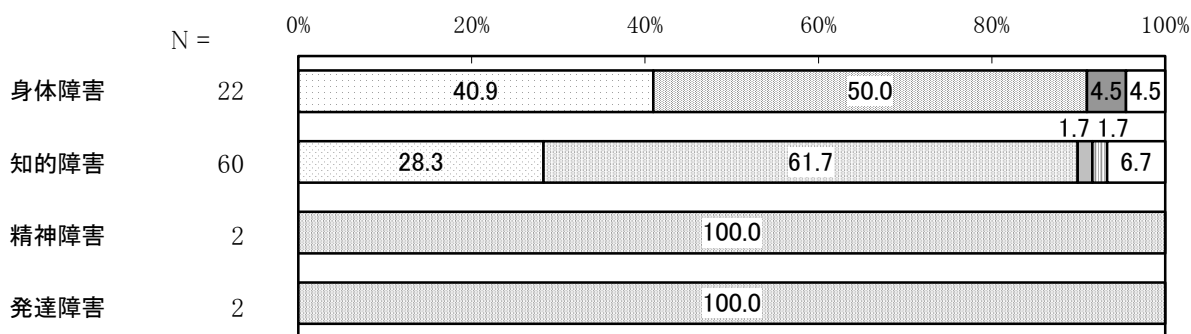 0% 20% 40% 60% 80% 100%
N =
身体障害 22 40.9 50.0 4.5 4.5
1.7 1.7
知的障害 60 28.3 61.7 6.7
精神障害 2 100.0
発達障害 2 100.0